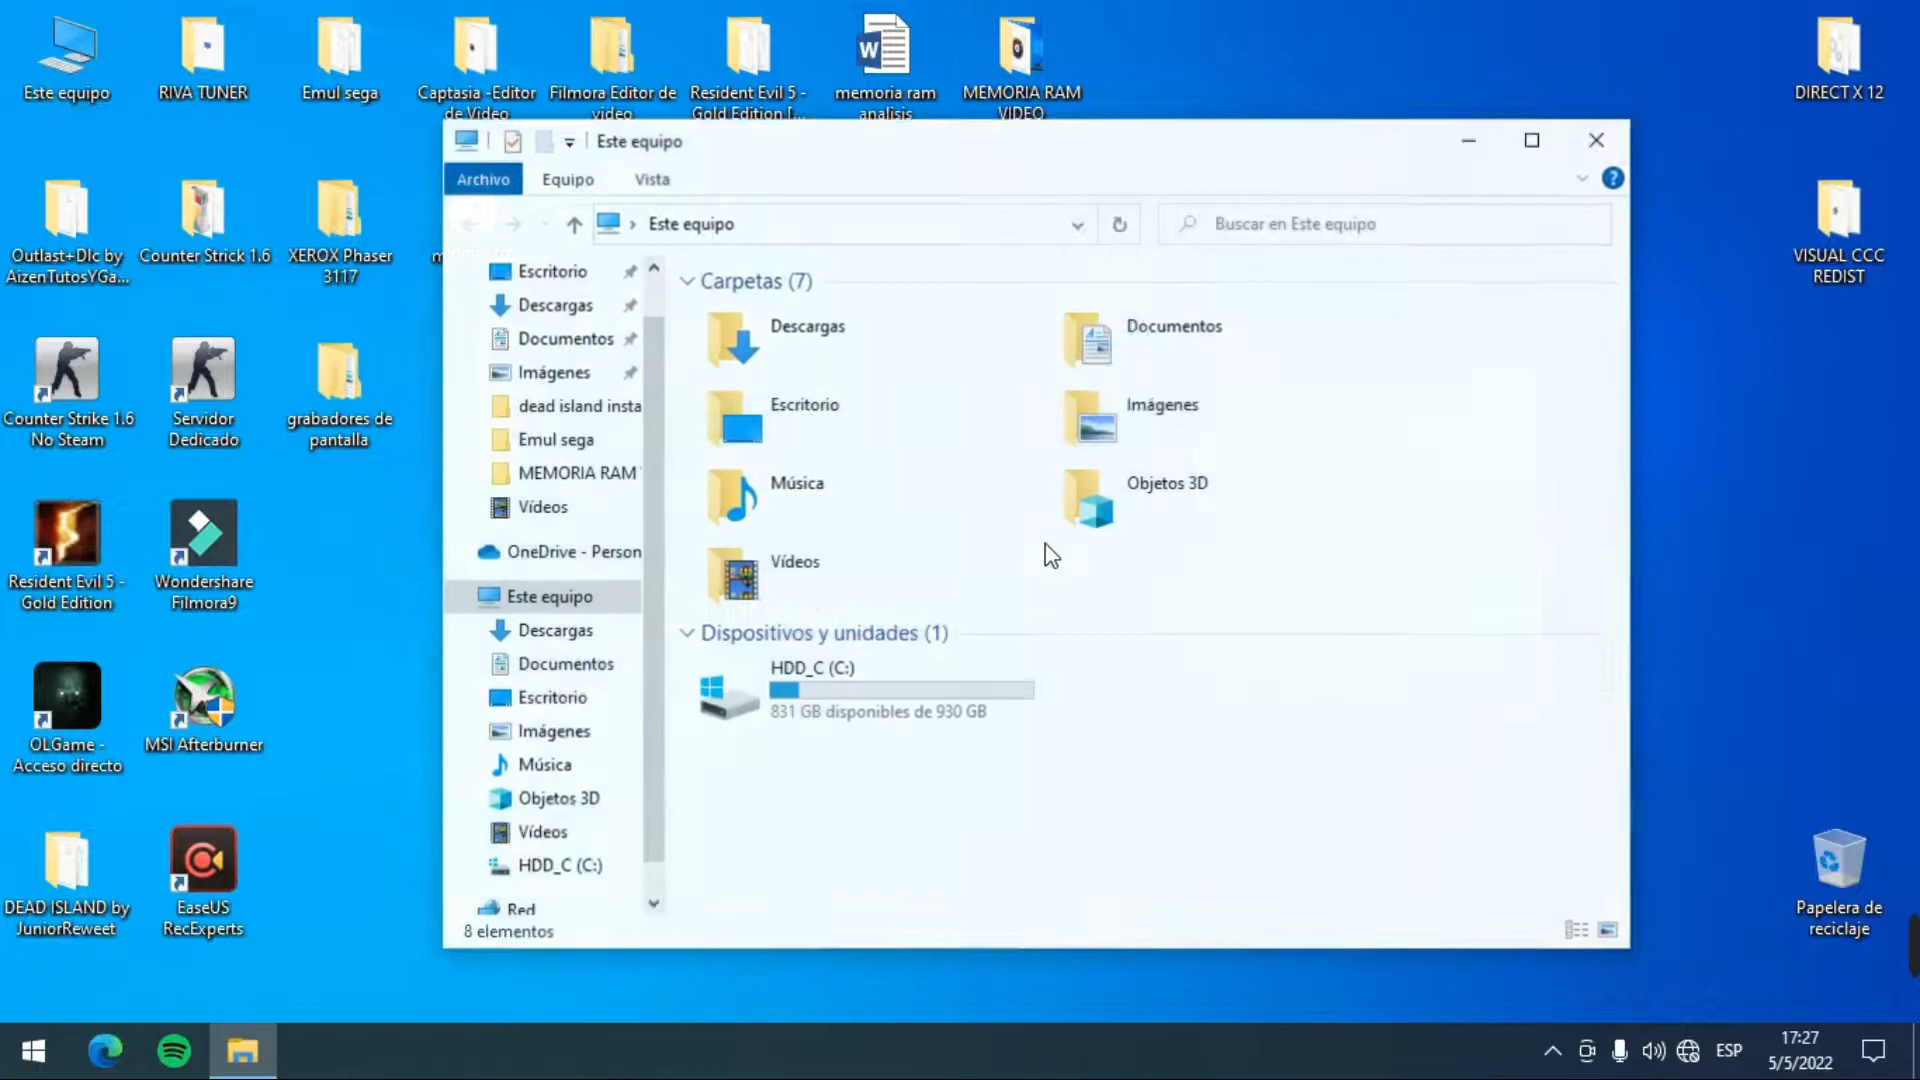 Este equipo
RIVA TUNER
Emul sega
Captasia -Editor
de Video
Filmora Editor de
video
Resident Evil 5 -
Gold Edition [...
memoria ram
analisis
MEMORIA RAM
VIDEO
DIRECT X 12
Outlast+Dlc by
AizenTutosYGa...
Counter Strick 1.6
XEROX Phaser
3117
VISUAL CCC
REDIST
Counter Strike 1.6
No Steam
Servidor
Dedicado
grabadores de
pantalla
Resident Evil 5 -
Gold Edition
Wondershare
Filmora9
OLGame -
Acceso directo
MSI Afterburner
DEAD ISLAND by
JuniorReweet
EaseUS
RecExperts
Papelera de
reciclaje
Este equipo
Archivo
Equipo
Vista
Este equipo
Buscar en Este equipo
Escritorio
Descargas
Documentos
Imágenes
dead island insta
Emul sega
MEMORIA RAM
Vídeos
OneDrive - Person
Este equipo
Descargas
Documentos
Escritorio
Imágenes
Música
Objetos 3D
Vídeos
HDD_C (C:)
Red
8 elementos
Carpetas (7)
Descargas
Documentos
Escritorio
Imágenes
Música
Objetos 3D
Vídeos
Dispositivos y unidades (1)
HDD_C (C:)
831 GB disponibles de 930 GB
ESP
17:27
5/5/2022